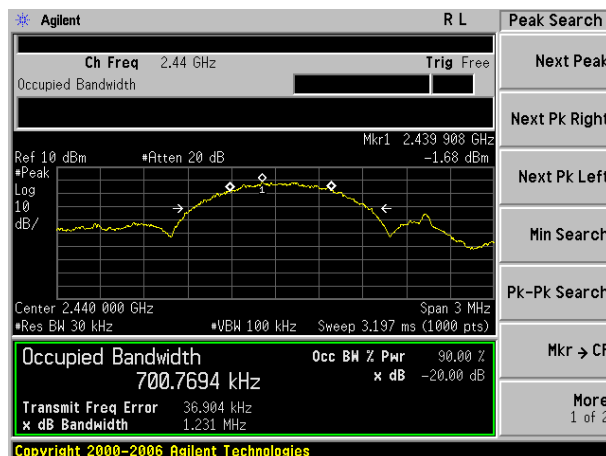 Agilent R L Peak Search
Ch Freq 2.44 GHz Trig Free
Occupied Bandwidth
Next Peak
Next Pk Right
Mkr1 2.439 908 GHz
Ref 10 dBm #Atten 20 dB -1.68 dBm
#Peak
Log
10
dB/
1
Next Pk Left
Min Search
Pk-Pk Search
Center 2.440 000 GHz Span 3 MHz
#Res BW 30 kHz #VBW 100 kHz Sweep 3.197 ms (1000 pts)
Occupied Bandwidth Occ BW % Pwr 90.00 %
700.7694 kHz x dB -20.00 dB
Mkr → CF
Transmit Freq Error 36.904 kHz
x dB Bandwidth 1.231 MHz
More
1 of 2
Copyright 2000-2006 Agilent Technologies